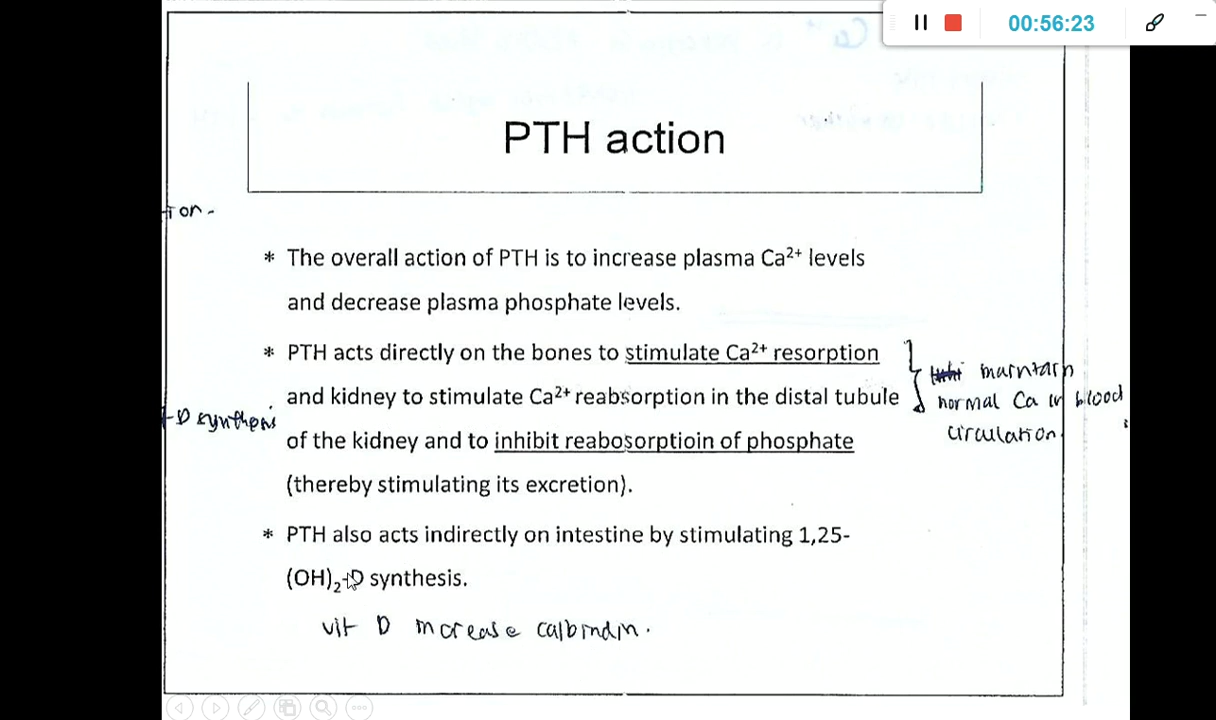 00:56:23
PTH action
* The overall action of PTH is to increase plasma Ca²⁺ levels
and decrease plasma phosphate levels.
* PTH acts directly on the bones to stimulate Ca²⁺ resorption
and kidney to stimulate Ca²⁺ reabsorption in the distal tubule
of the kidney and to inhibit reabosorptioin of phosphate
(thereby stimulating its excretion).
maintain
normal Ca in blood
circulation
D synthesis
* PTH also acts indirectly on intestine by stimulating 1,25-
(OH)₂-D synthesis.
vit D increase calbindin.